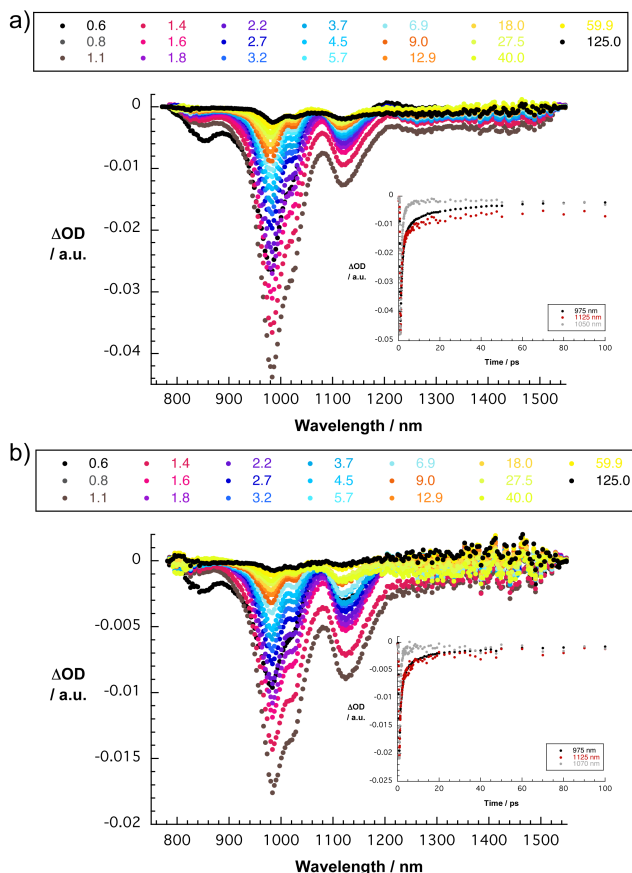 a)
0.6 1.4 2.2 3.7 6.9 18.0 59.9
0.8 1.6 2.7 4.5 9.0 27.5 125.0
1.1 1.8 3.2 5.7 12.9 40.0
0
-0.01
-0.02
-0.03
-0.04
ΔOD
/ a.u.
800 900 1000 1100 1200 1300 1400 1500
Wavelength / nm
0
-0.01
-0.02
-0.03
-0.04
-0.05
ΔOD
/ a.u.
975 nm
1125 nm
1050 nm
0 20 40 60 80 100
Time / ps
b)
0.6 1.4 2.2 3.7 6.9 18.0 59.9
0.8 1.6 2.7 4.5 9.0 27.5 125.0
1.1 1.8 3.2 5.7 12.9 40.0
0
-0.005
-0.01
-0.015
-0.02
ΔOD
/ a.u.
800 900 1000 1100 1200 1300 1400 1500
Wavelength / nm
0
-0.005
-0.01
-0.015
-0.02
-0.025
ΔOD
/ a.u.
975 nm
1125 nm
1070 nm
0 20 40 60 80 100
Time / ps